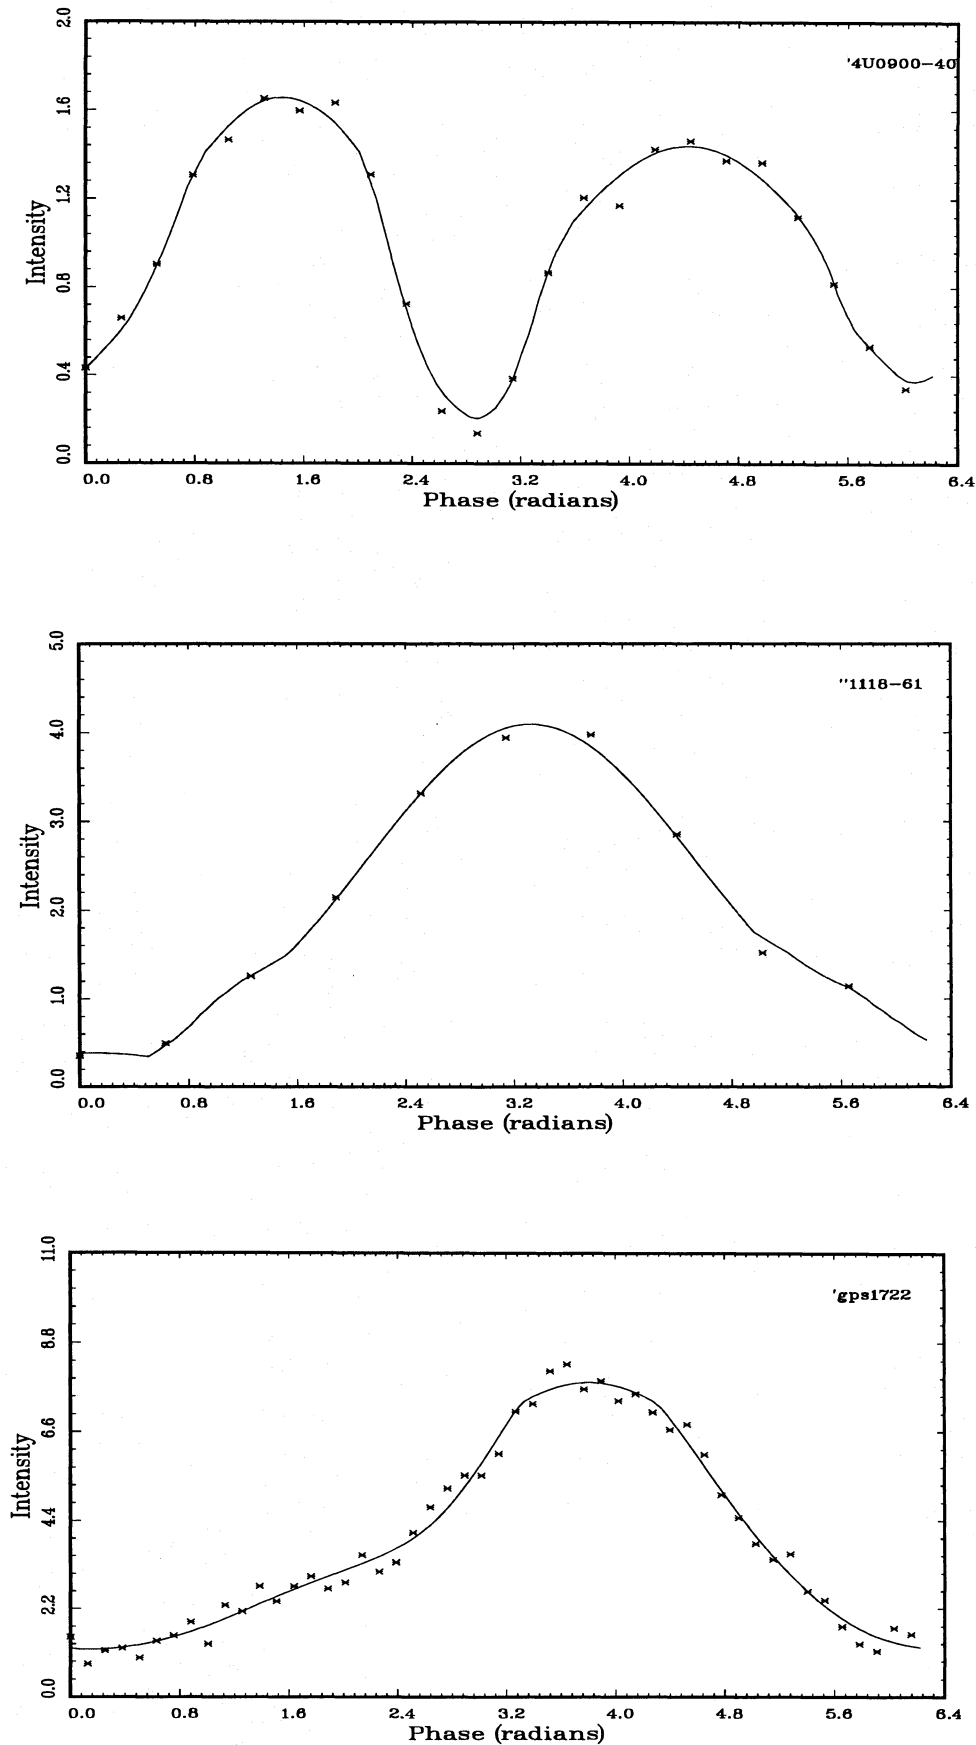 2.0
'4U0900-40
1.6
1.2
Intensity
0.8
0.4
0.0
0.0 0.8 1.6 2.4 3.2 4.0 4.8 5.6 6.4
Phase (radians)
5.0
''1118-61
4.0
3.0
Intensity
2.0
1.0
0.0
0.0 0.8 1.6 2.4 3.2 4.0 4.8 5.6 6.4
Phase (radians)
11.0
'gps1722
8.8
6.6
Intensity
4.4
2.2
0.0
0.0 0.8 1.6 2.4 3.2 4.0 4.8 5.6 6.4
Phase (radians)